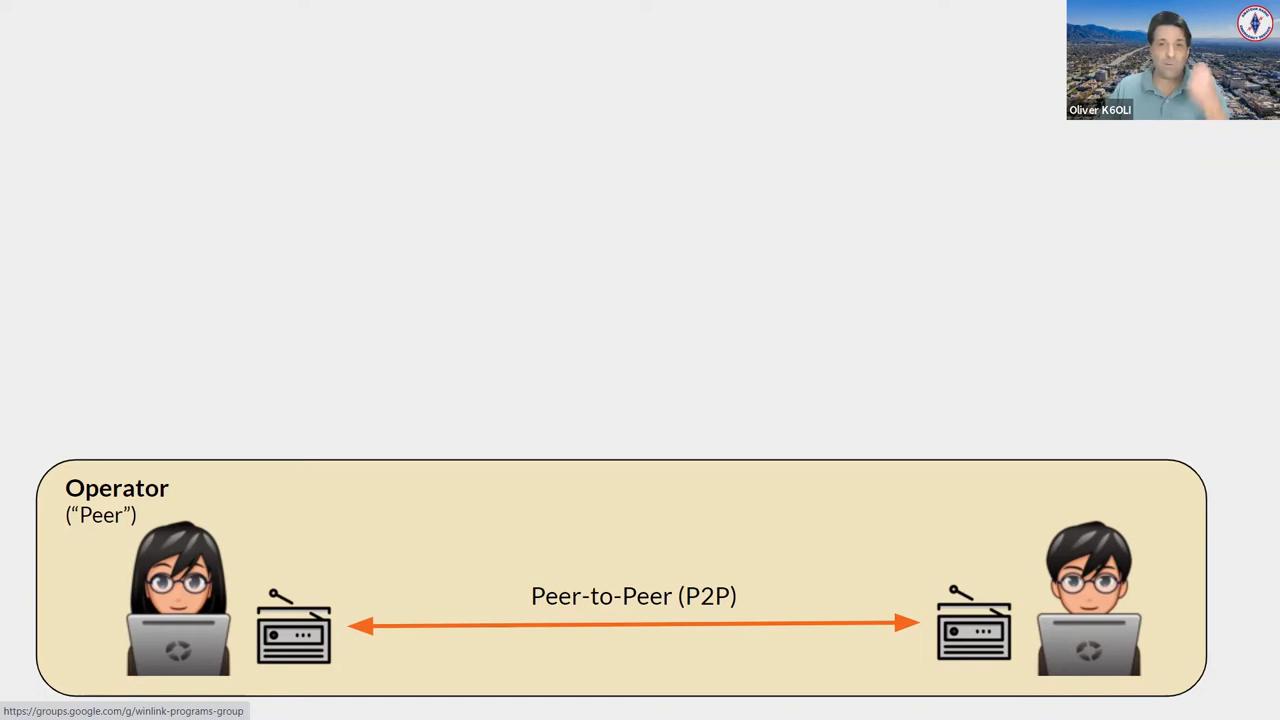 Oliver K6OLI
Operator
(“Peer”)
Peer-to-Peer (P2P)
https://groups.google.com/g/winlink-programs-group